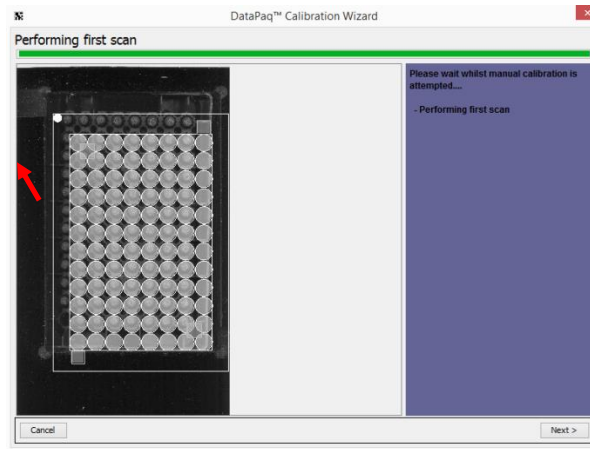 DataPaq™ Calibration Wizard
Performing first scan
Please wait whilst manual calibration is
attempted....
- Performing first scan
Cancel
Next >